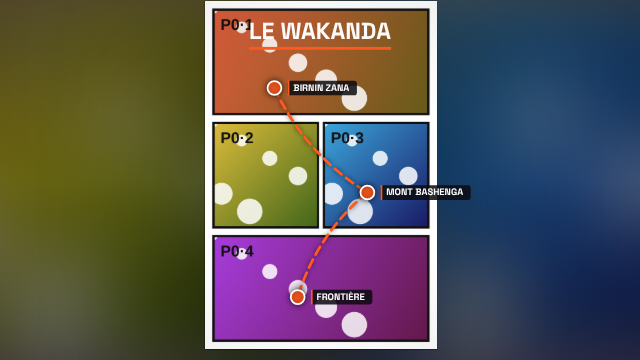 P0·1
LE WAKANDA
BIRNIN ZANA
P0·2
P0·3
MONT BASHENGA
P0·4
FRONTIÈRE